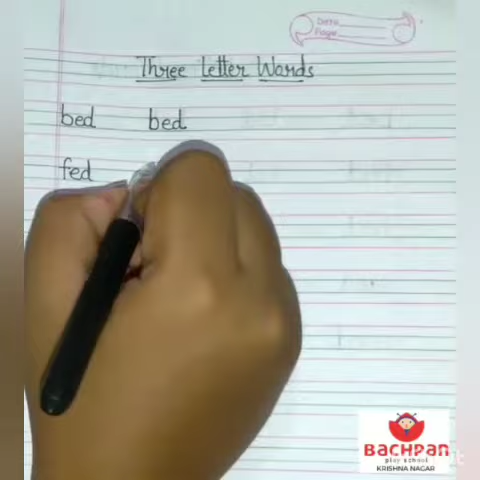 Date
Page
Three letter Words
bed bed
fed
BACHPAN
play school
KRISHNA NAGAR